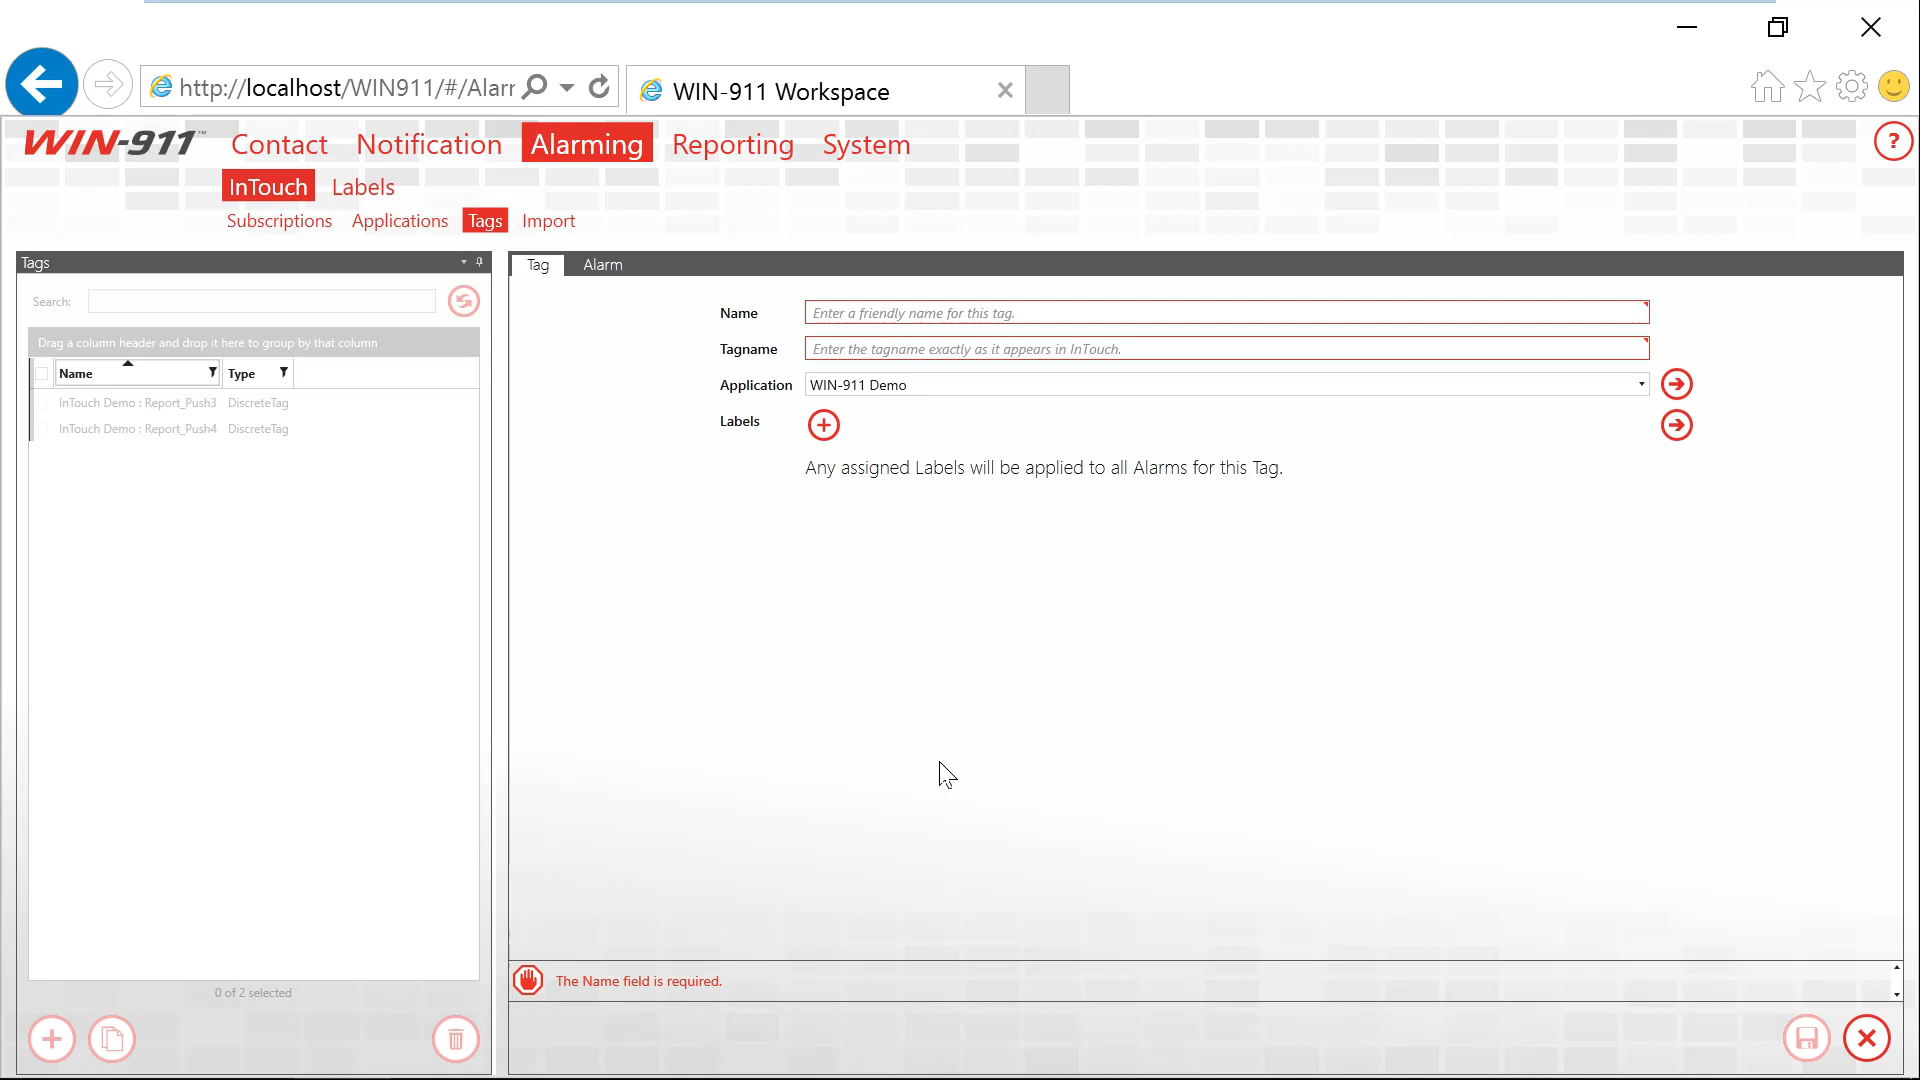 http://localhost/WIN911/#/Alarr
WIN-911 Workspace
WIN-911™
Contact Notification Alarming Reporting System
?
InTouch Labels
Subscriptions Applications Tags Import
Tags
Search:
Drag a column header and drop it here to group by that column
Name Type
InTouch Demo : Report_Push3 DiscreteTag
InTouch Demo : Report_Push4 DiscreteTag
0 of 2 selected
Tag Alarm
Name Enter a friendly name for this tag.
Tagname Enter the tagname exactly as it appears in InTouch.
Application WIN-911 Demo
Labels
Any assigned Labels will be applied to all Alarms for this Tag.
The Name field is required.